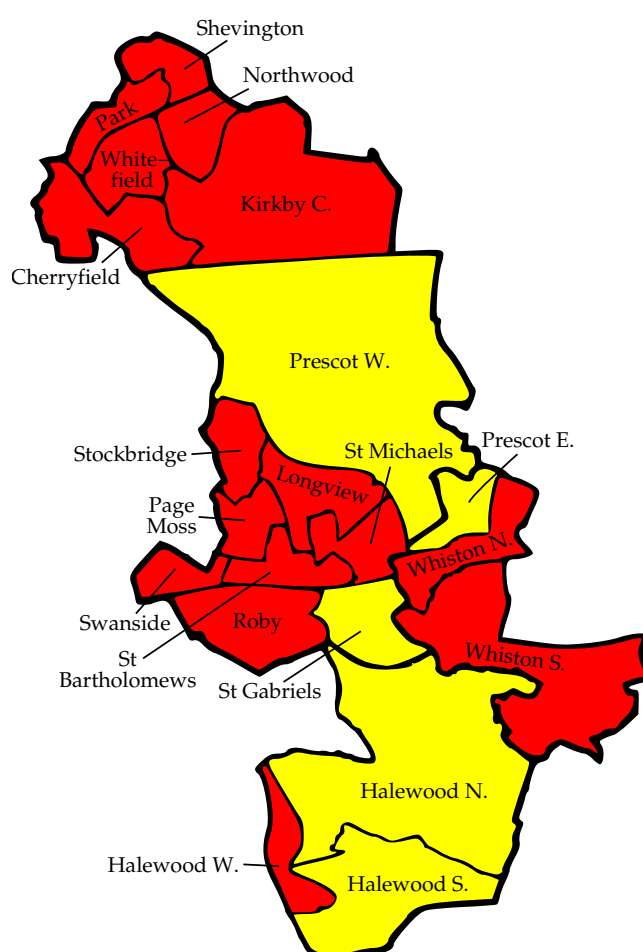 Shevington
Northwood
Park
White-
field
Kirkby C.
Cherryfield
Prescot W.
Stockbridge
St Michaels
Prescot E.
Longview
Page
Moss
Whiston N.
Swanside
Roby
St
Bartholomews
St Gabriels
Whiston S.
Halewood N.
Halewood W.
Halewood S.